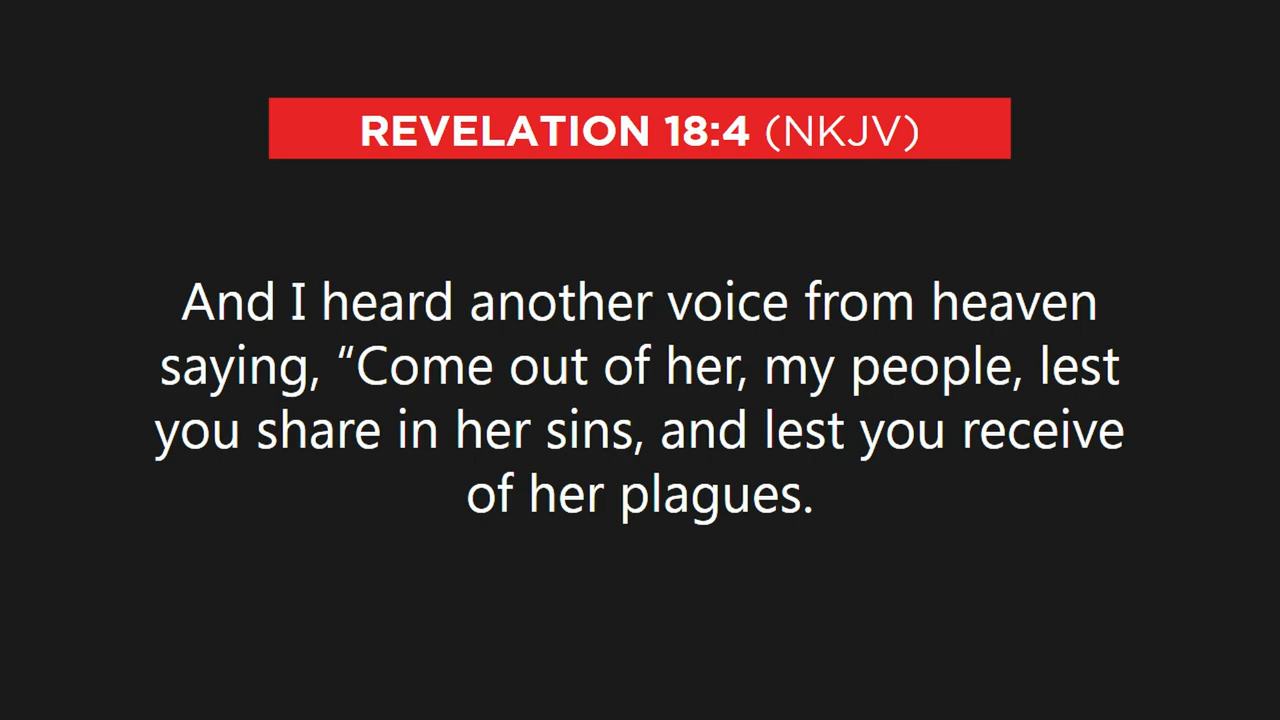 REVELATION 18:4 (NKJV)
And I heard another voice from heaven
saying, “Come out of her, my people, lest
you share in her sins, and lest you receive
of her plagues.